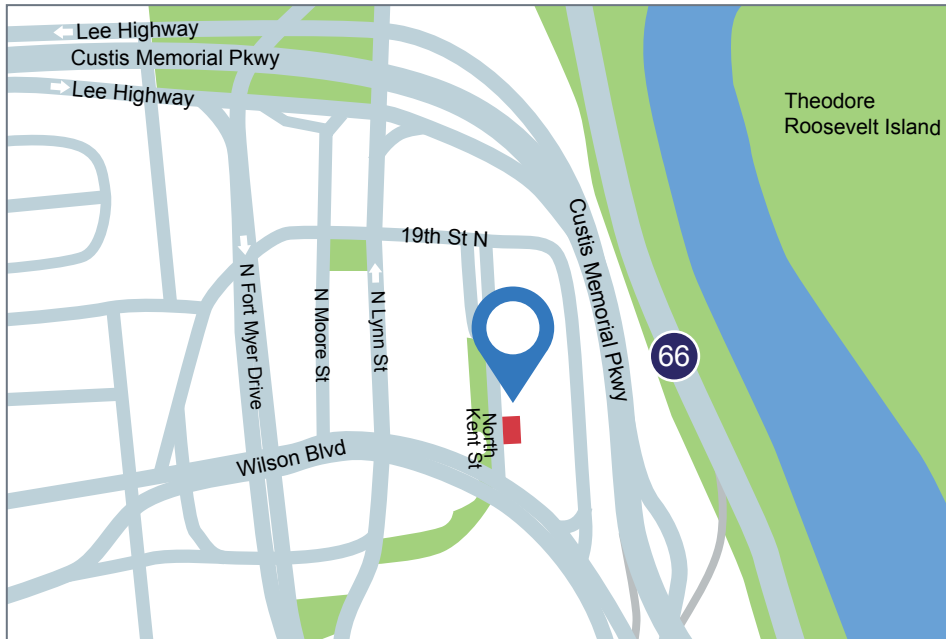 Lee Highway
Custis Memorial Pkwy
Lee Highway
Theodore
Roosevelt Island
19th St N
Custis Memorial Pkwy
N Fort Myer Drive
N Moore St
N Lynn St
66
North
Kent St
Wilson Blvd